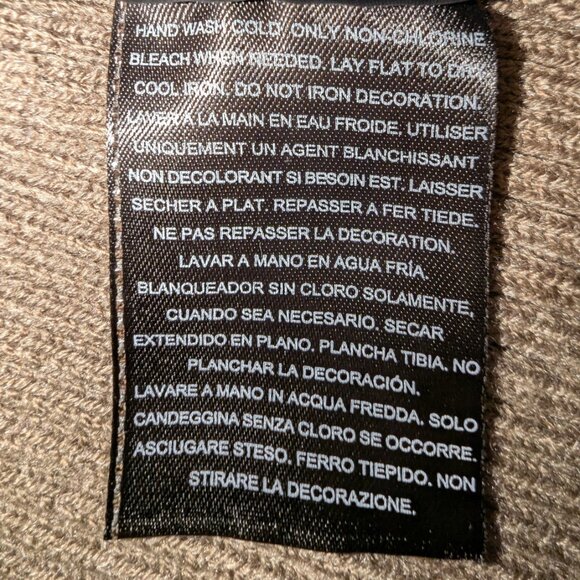 HAND WASH COLD. ONLY NON-CHLORINE
BLEACH WHEN NEEDED. LAY FLAT TO DRY.
COOL IRON. DO NOT IRON DECORATION.
LAVER A LA MAIN EN EAU FROIDE. UTILISER
UNIQUEMENT UN AGENT BLANCHISSANT
NON DECOLORANT SI BESOIN EST. LAISSER
SECHER A PLAT. REPASSER A FER TIEDE.
NE PAS REPASSER LA DECORATION.
LAVAR A MANO EN AGUA FRÍA.
BLANQUEADOR SIN CLORO SOLAMENTE,
CUANDO SEA NECESARIO. SECAR
EXTENDIDO EN PLANO. PLANCHA TIBIA. NO
PLANCHAR LA DECORACIÓN.
LAVARE A MANO IN ACQUA FREDDA. SOLO
CANDEGGINA SENZA CLORO SE OCCORRE.
ASCIUGARE STESO. FERRO TIEPIDO. NON
STIRARE LA DECORAZIONE.